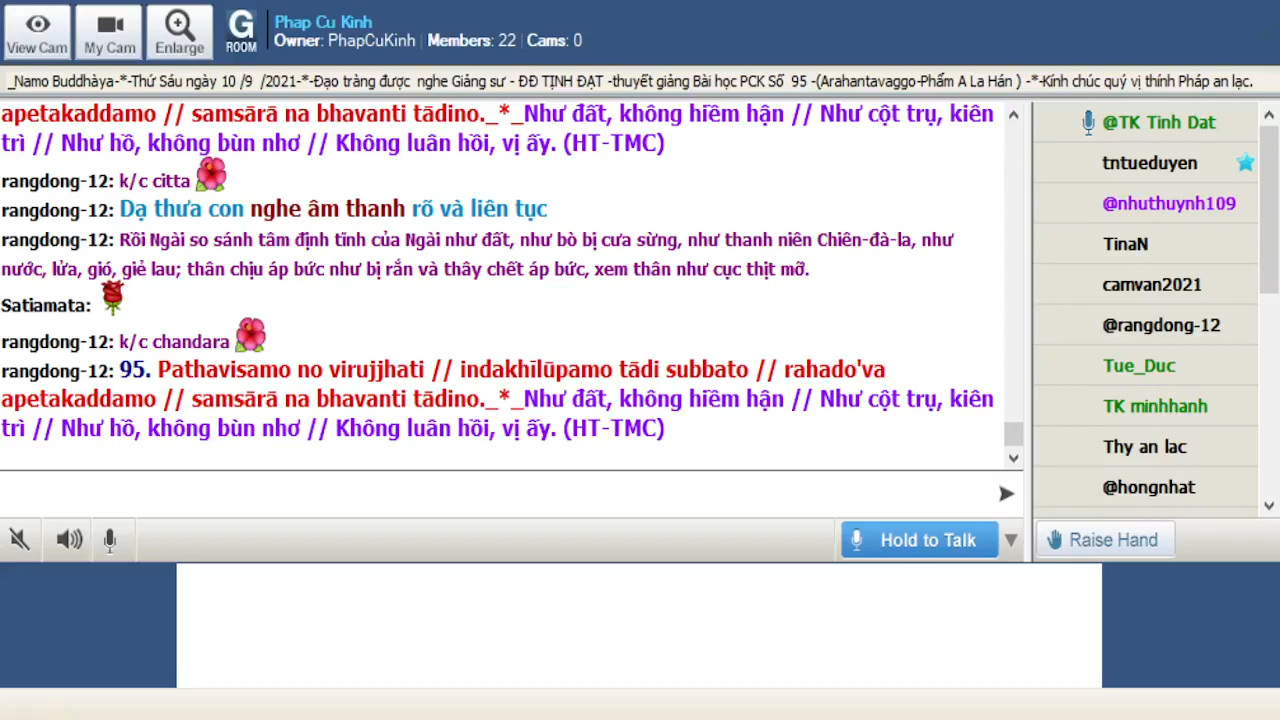 View Cam
My Cam
Enlarge
G
ROOM
Phap Cu Kinh
Owner: PhapCuKinh | Members: 22 | Cams: 0
_Namo Buddhàya-*-Thứ Sáu ngày 10 /9 /2021-*-Đạo tràng được nghe Giảng sư - ĐĐ TỊNH ĐẠT -thuyết giảng Bài học PCK Số 95 -(Arahantavaggo-Phẩm A La Hán ) -*-Kính chúc quý vị thính Pháp an lạc.
apetakaddamo // samsārā na bhavanti tādino._*_Như đất, không hiềm hận // Như cột trụ, kiên
trì // Như hồ, không bùn nhơ // Không luân hồi, vị ấy. (HT-TMC)
rangdong-12: k/c citta
rangdong-12: Dạ thưa con nghe âm thanh rõ và liên tục
rangdong-12: Rồi Ngài so sánh tâm định tĩnh của Ngài như đất, như bò bị cưa sừng, như thanh niên Chiên-đà-la, như
nước, lửa, gió, giẻ lau; thân chịu áp bức như bị rắn và thây chết áp bức, xem thân như cục thịt mỡ.
Satiamata:
rangdong-12: k/c chandara
rangdong-12: 95. Pathavisamo no virujjhati // indakhīlūpamo tādi subbato // rahado'va
apetakaddamo // samsārā na bhavanti tādino._*_Như đất, không hiềm hận // Như cột trụ, kiên
trì // Như hồ, không bùn nhơ // Không luân hồi, vị ấy. (HT-TMC)
@TK Tinh Dat
tntueduyen
@nhuthuynh109
TinaN
camvan2021
@rangdong-12
Tue_Duc
TK minhhanh
Thy an lac
@hongnhat
Hold to Talk
Raise Hand